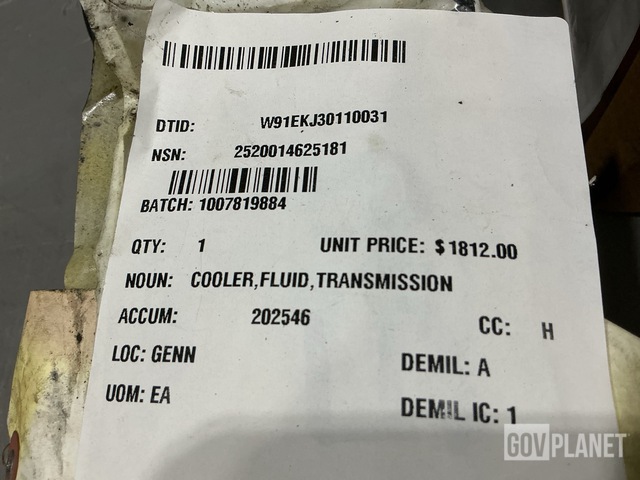 DTID: W91EKJ30110031
NSN: 2520014625181
BATCH: 1007819884
QTY: 1 UNIT PRICE: $1812.00
NOUN: COOLER,FLUID,TRANSMISSION
ACCUM: 202546
CC: H
LOC: GENN
DEMIL: A
UOM: EA
DEMIL IC: 1
GOVPLANET